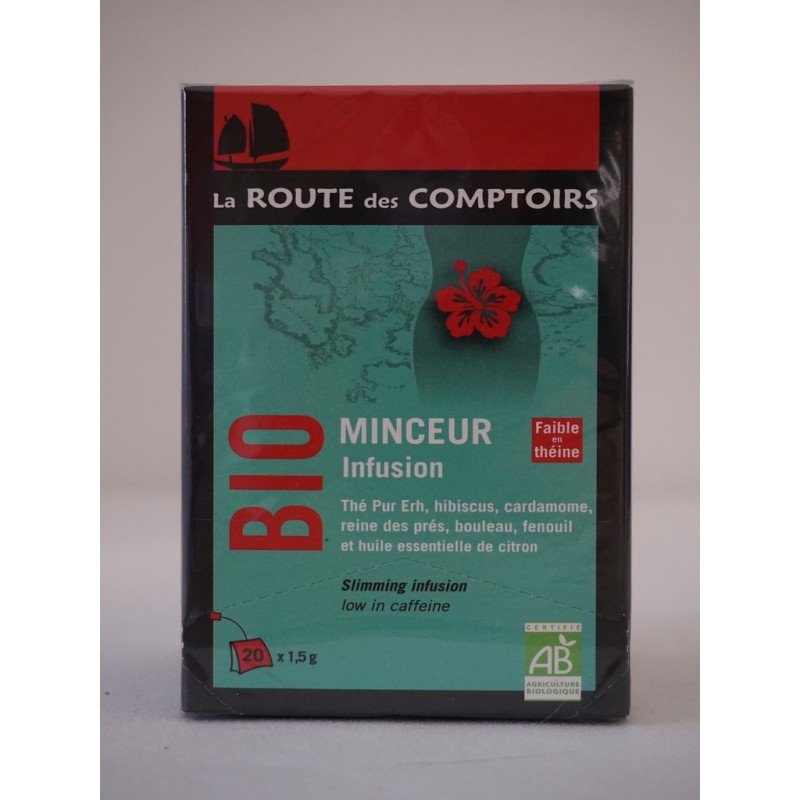 La ROUTE des COMPTOIRS
BIO
MINCEUR
Infusion
Faible
en
théine
Thé Pur Erh, hibiscus, cardamome,
reine des prés, bouleau, fenouil
et huile essentielle de citron
Slimming infusion
low in caffeine
20 x 1,5 g
CERTIFIÉ
AB
AGRICULTURE
BIOLOGIQUE